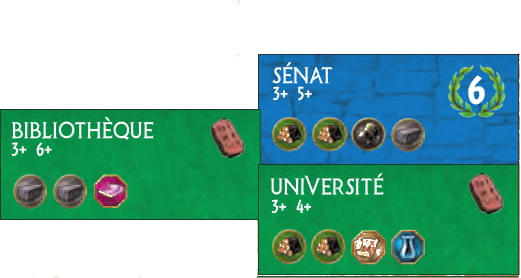 SÉNAT
3+ 5+
6
BIBLIOTHÈQUE
3+ 6+
UNIVERSITÉ
3+ 4+